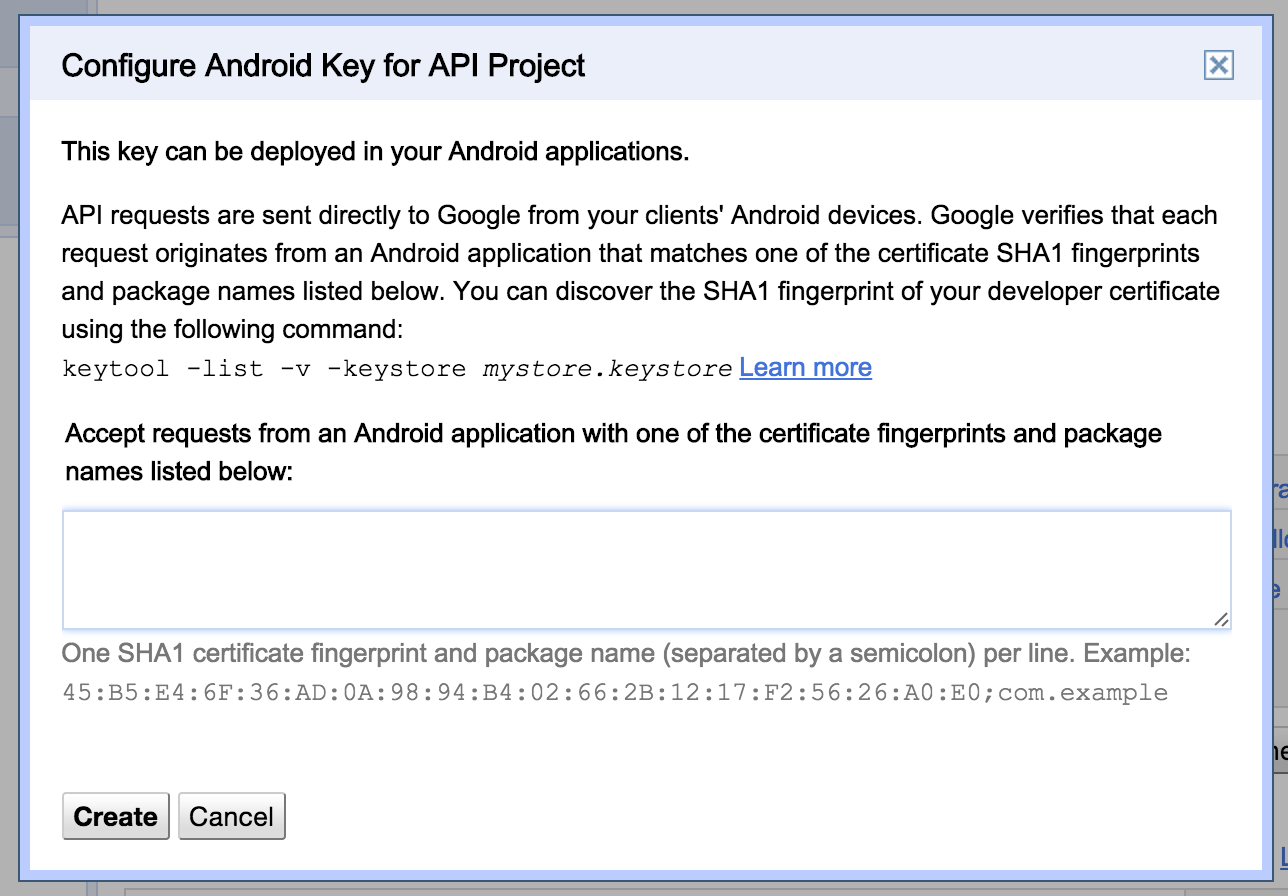 Configure Android Key for API Project
This key can be deployed in your Android applications.
API requests are sent directly to Google from your clients' Android devices. Google verifies that each
request originates from an Android application that matches one of the certificate SHA1 fingerprints
and package names listed below. You can discover the SHA1 fingerprint of your developer certificate
using the following command:
keytool -list -v -keystore mystore.keystore Learn more
Accept requests from an Android application with one of the certificate fingerprints and package
names listed below:
One SHA1 certificate fingerprint and package name (separated by a semicolon) per line. Example:
45:B5:E4:6F:36:AD:0A:98:94:B4:02:66:2B:12:17:F2:56:26:A0:E0;com.example
Create Cancel